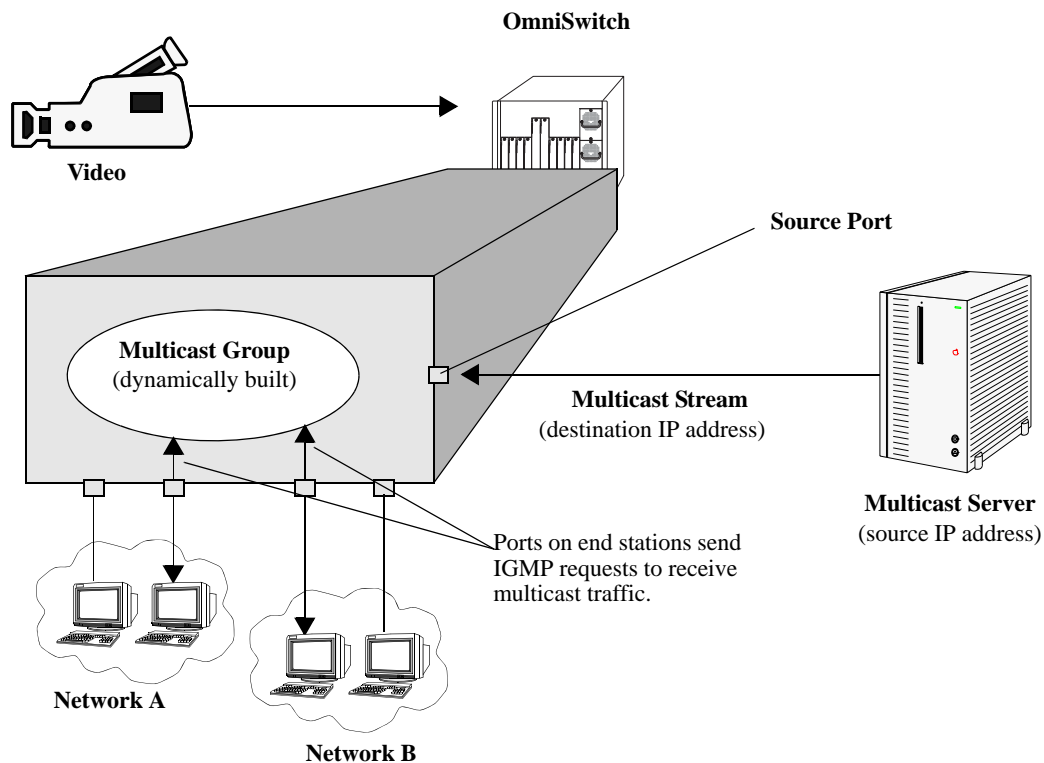 OmniSwitch
Video
Source Port
Multicast Group
(dynamically built)
Multicast Stream
(destination IP address)
Multicast Server
(source IP address)
Ports on end stations send
IGMP requests to receive
multicast traffic.
Network A
Network B